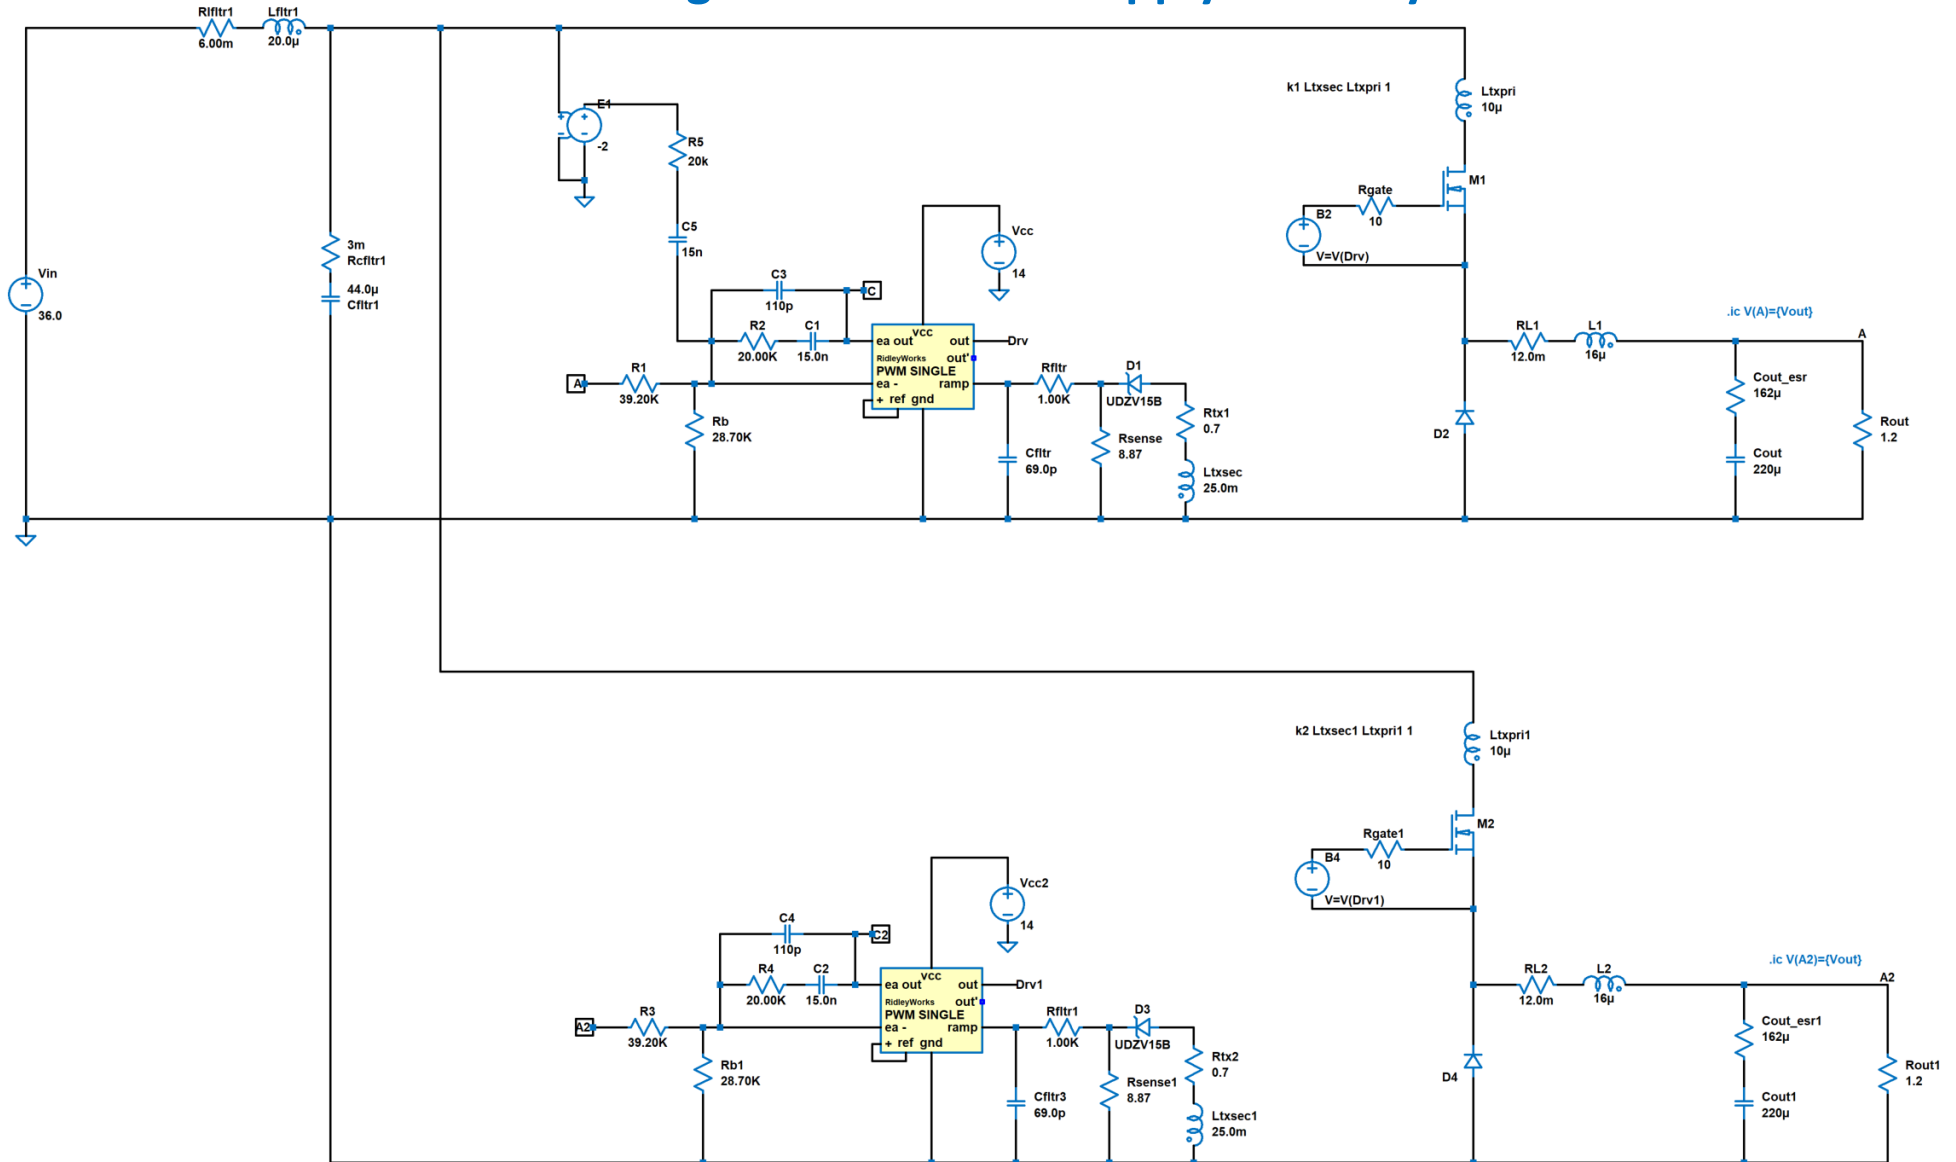 Rlfltr1
6.00m
Lfltr1
20.0µ
k1 Ltxsec Ltxpri 1
Ltxpri
10µ
E1
-2
R5
20k
M1
Rgate
10
B2
V=V(Drv)
C5
15n
Vcc
14
3m
Rcfltr1
44.0µ
Cfltr1
Vin
36.0
C3
110p
C
R2
20.00K
C1
15.0n
vcc
ea out
out
RidleyWorks
out'
PWM SINGLE
ea -
ramp
+ ref gnd
Drv
A
R1
39.20K
Rb
28.70K
Rfltr
1.00K
D1
UDZV15B
Rtx1
0.7
Rsense
8.87
Cfltr
69.0p
Ltxsec
25.0m
.ic V(A)={Vout}
RL1
12.0m
L1
16µ
A
Cout_esr
162µ
Rout
1.2
D2
Cout
220µ
k2 Ltxsec1 Ltxpri1 1
Ltxpri1
10µ
M2
Rgate1
10
B4
V=V(Drv1)
Vcc2
14
C4
110p
C2
R4
20.00K
C2
15.0n
vcc
ea out
out
RidleyWorks
out'
PWM SINGLE
ea -
ramp
+ ref gnd
Drv1
A2
R3
39.20K
Rb1
28.70K
Rfltr1
1.00K
D3
UDZV15B
Rtx2
0.7
Rsense1
8.87
Cfltr3
69.0p
Ltxsec1
25.0m
.ic V(A2)={Vout}
RL2
12.0m
L2
16µ
A2
Cout_esr1
162µ
Rout1
1.2
D4
Cout1
220µ